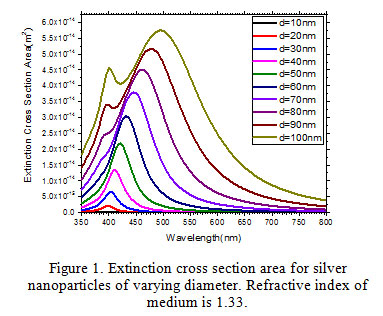 Extinction Cross Section Area(m²)
6.0x10⁻¹⁴
5.5x10⁻¹⁴
5.0x10⁻¹⁴
4.5x10⁻¹⁴
4.0x10⁻¹⁴
3.5x10⁻¹⁴
3.0x10⁻¹⁴
2.5x10⁻¹⁴
2.0x10⁻¹⁴
1.5x10⁻¹⁴
1.0x10⁻¹⁴
0.0
350 400 450 500 550 600 650 700 750 800
Wavelength(nm)
d=10nm
d=20nm
d=30nm
d=40nm
d=50nm
d=60nm
d=70nm
d=80nm
d=90nm
d=100nm
Figure 1. Extinction cross section area for silver
nanoparticles of varying diameter. Refractive index of
medium is 1.33.